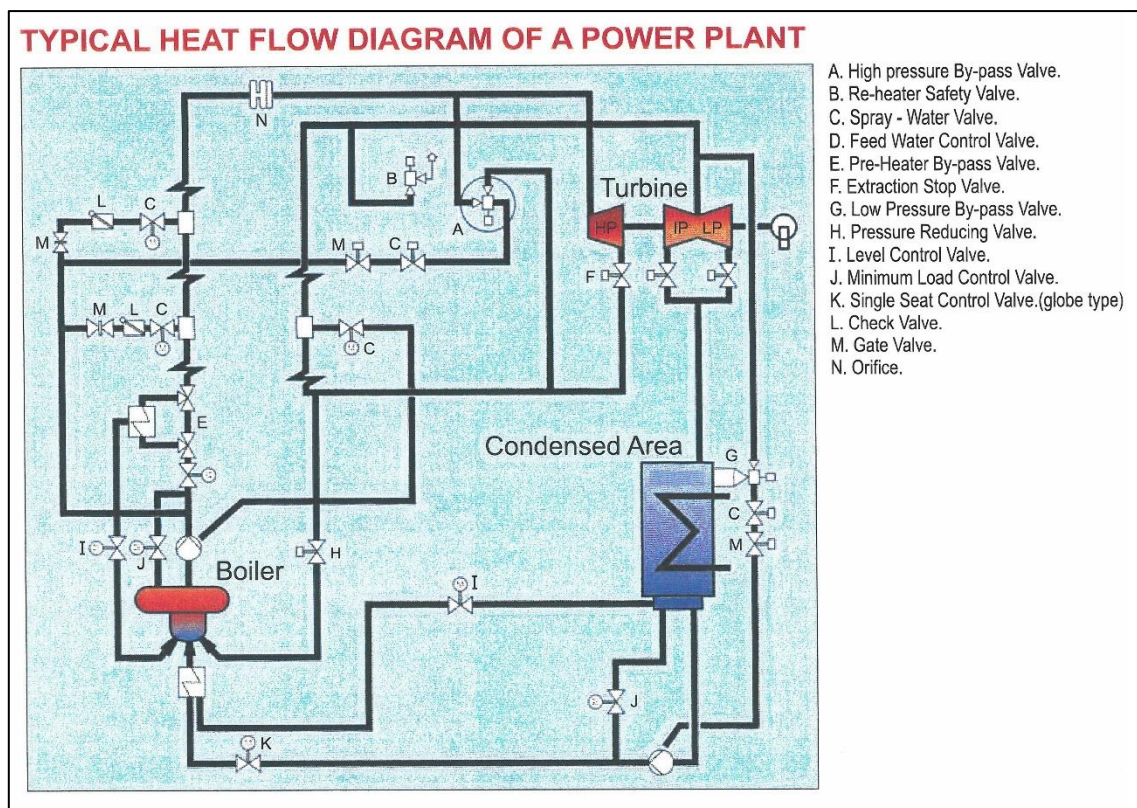 TYPICAL HEAT FLOW DIAGRAM OF A POWER PLANT
A. High pressure By-pass Valve.
B. Re-heater Safety Valve.
C. Spray - Water Valve.
D. Feed Water Control Valve.
E. Pre-Heater By-pass Valve.
F. Extraction Stop Valve.
G. Low Pressure By-pass Valve.
H. Pressure Reducing Valve.
I. Level Control Valve.
J. Minimum Load Control Valve.
K. Single Seat Control Valve.(globe type)
L. Check Valve.
M. Gate Valve.
N. Orifice.
N
B
Turbine
L
C
A
HP
IP
LP
M
M
C
F
M
L
C
C
E
Condensed Area
G
C
M
I
J
H
Boiler
I
J
K